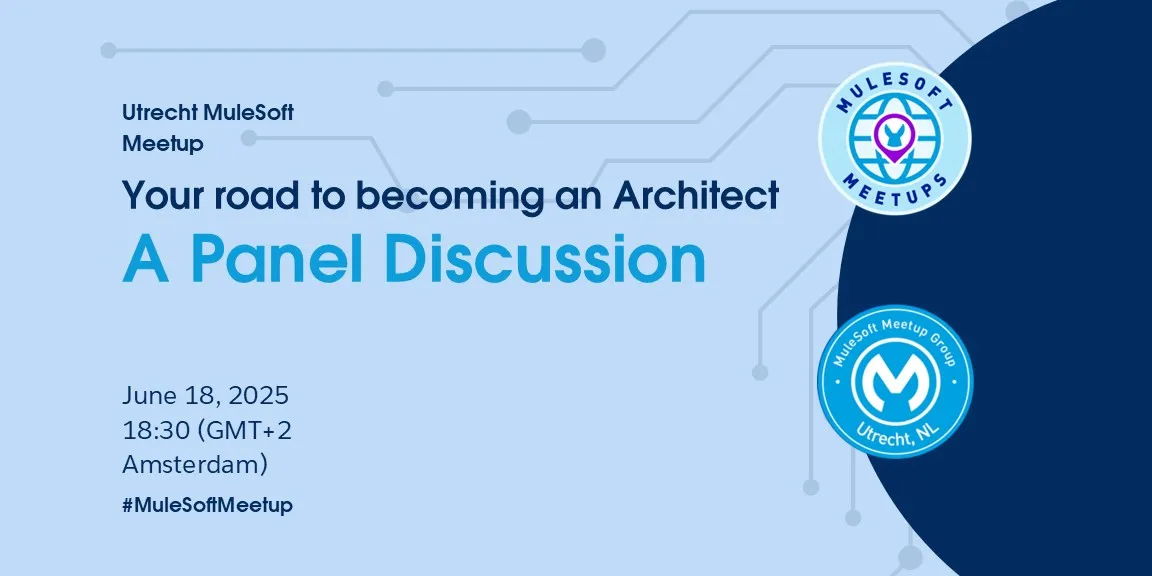 Utrecht MuleSoft
Meetup
Your road to becoming an Architect
A Panel Discussion
June 18, 2025
18:30 (GMT+2
Amsterdam)
#MuleSoftMeetup
MULESOFT
MEETUPS
MuleSoft Meetup Group
Utrecht, NL